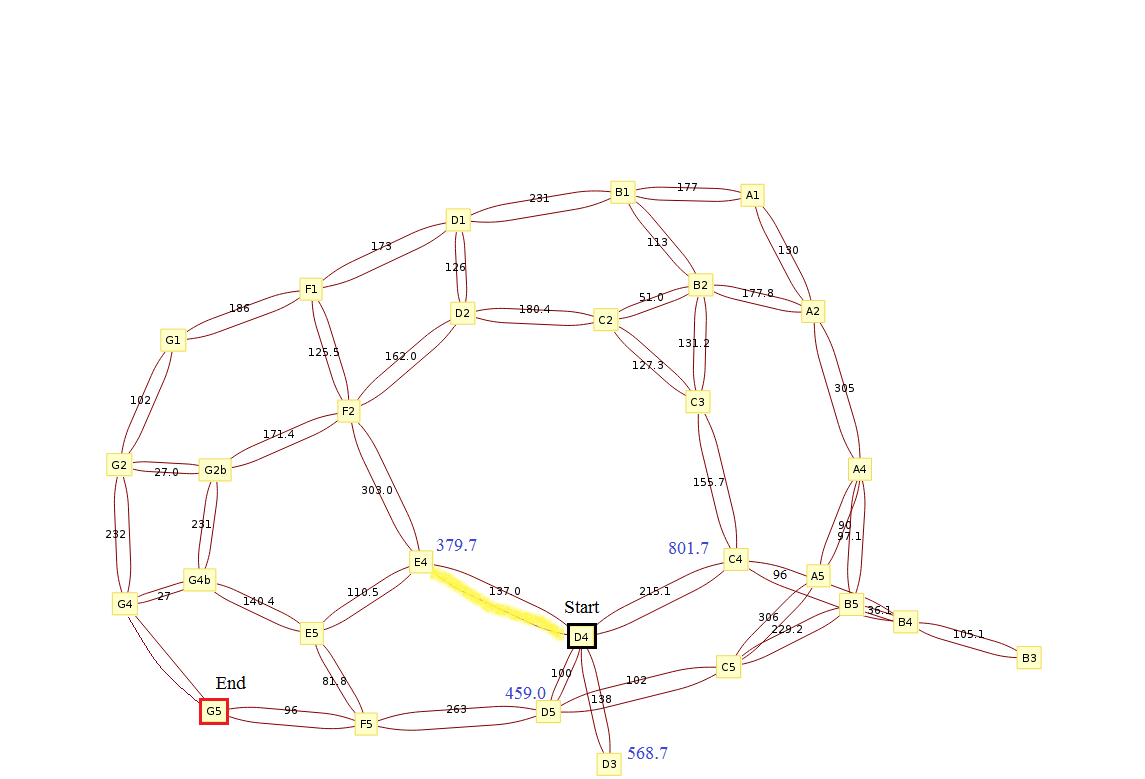 B1
177
A1
231
D1
173
113
130
126
F1
B2
51.0
177.8
186
D2
180.4
C2
A2
G1
125.5
162.0
131.2
127.3
305
102
F2
C3
171.4
G2
27.0
G2b
A4
303.0
155.7
231
232
90
97.1
379.7
801.7
E4
C4
96
A5
G4b
27
140.4
110.5
137.0
215.1
G4
Start
B5
36.1
306
B4
E5
D4
229.2
105.1
B3
C5
100
102
81.8
End
459.0
138
96
263
G5
D5
F5
568.7
D3